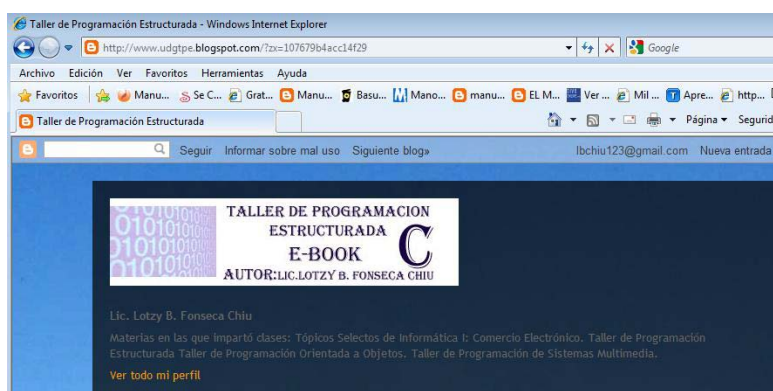 Taller de Programación Estructurada - Windows Internet Explorer
http://www.udgtpe.blogspot.com/?zx=107679b4acc14f29
Google
Archivo Edición Ver Favoritos Herramientas Ayuda
Favoritos Manu... Se C... Grat... Manu... Basu... Mano... manu... EL M... Ver ... Mil ... Apre... http...
Taller de Programación Estructurada
Página Segurid
Seguir Informar sobre mal uso Siguiente blog» lbchiu123@gmail.com Nueva entrada
TALLER DE PROGRAMACION
ESTRUCTURADA
C
E-BOOK
AUTOR:LIC.LOTZY B. FONSECA CHIU
Lic. Lotzy B. Fonseca Chiu
Materias en las que impartó clases: Tópicos Selectos de Informática I: Comercio Electrónico. Taller de Programación
Estructurada Taller de Programación Orientada a Objetos. Taller de Programación de Sistemas Multimedia.
Ver todo mi perfil